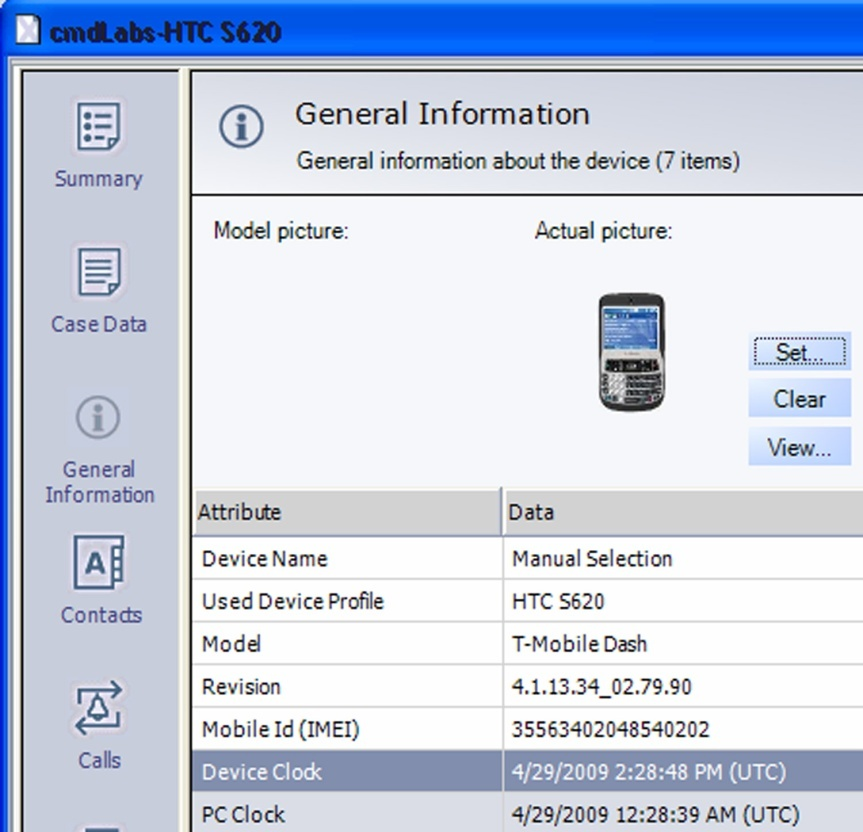 cmdLabs-HTC S620
General Information
General information about the device (7 items)
Summary
Case Data
General
Information
Contacts
Calls
Model picture:
Actual picture:
Set...
Clear
View...
Attribute Data
Device Name Manual Selection
Used Device Profile HTC S620
Model T-Mobile Dash
Revision 4.1.13.34_02.79.90
Mobile Id (IMEI) 35563402048540202
Device Clock 4/29/2009 2:28:48 PM (UTC)
PC Clock 4/29/2009 12:28:39 AM (UTC)